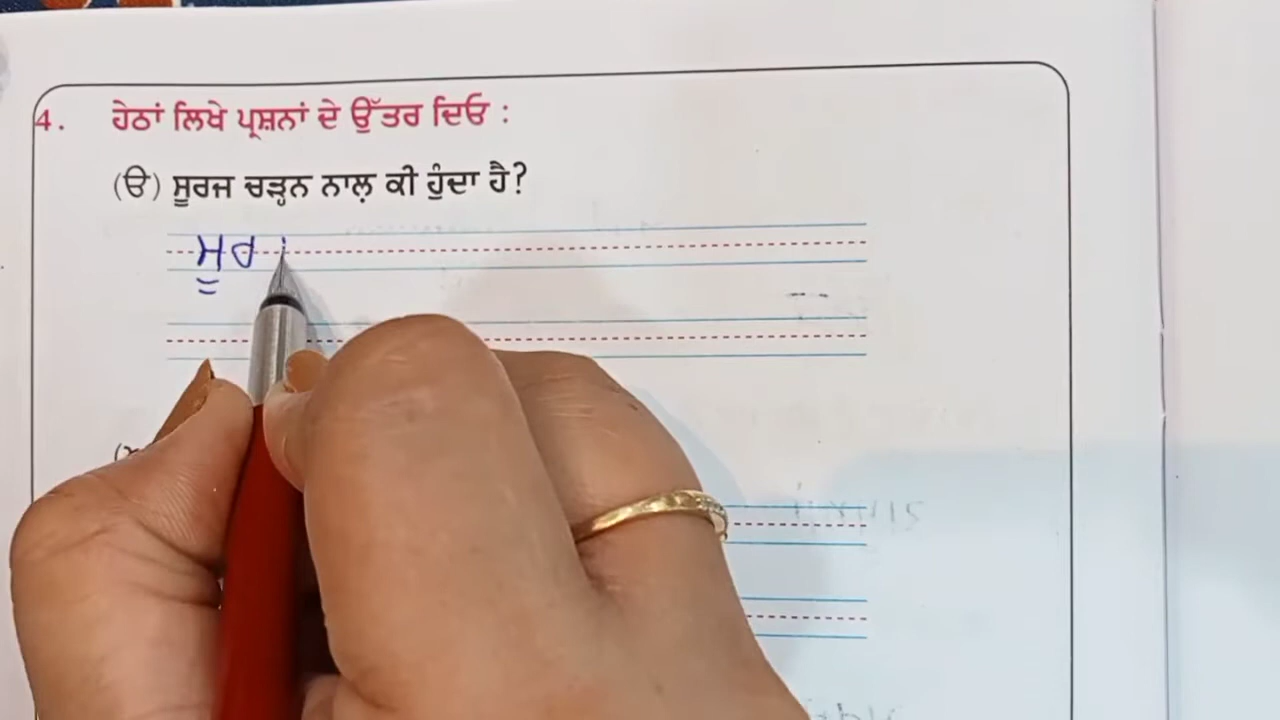 4. ਹੇਠਾਂ ਲਿਖੇ ਪ੍ਰਸ਼ਨਾਂ ਦੇ ਉੱਤਰ ਦਿਓ :
(ੳ) ਸੂਰਜ ਚੜ੍ਹਨ ਨਾਲ਼ ਕੀ ਹੁੰਦਾ ਹੈ?
ਸੂਰ